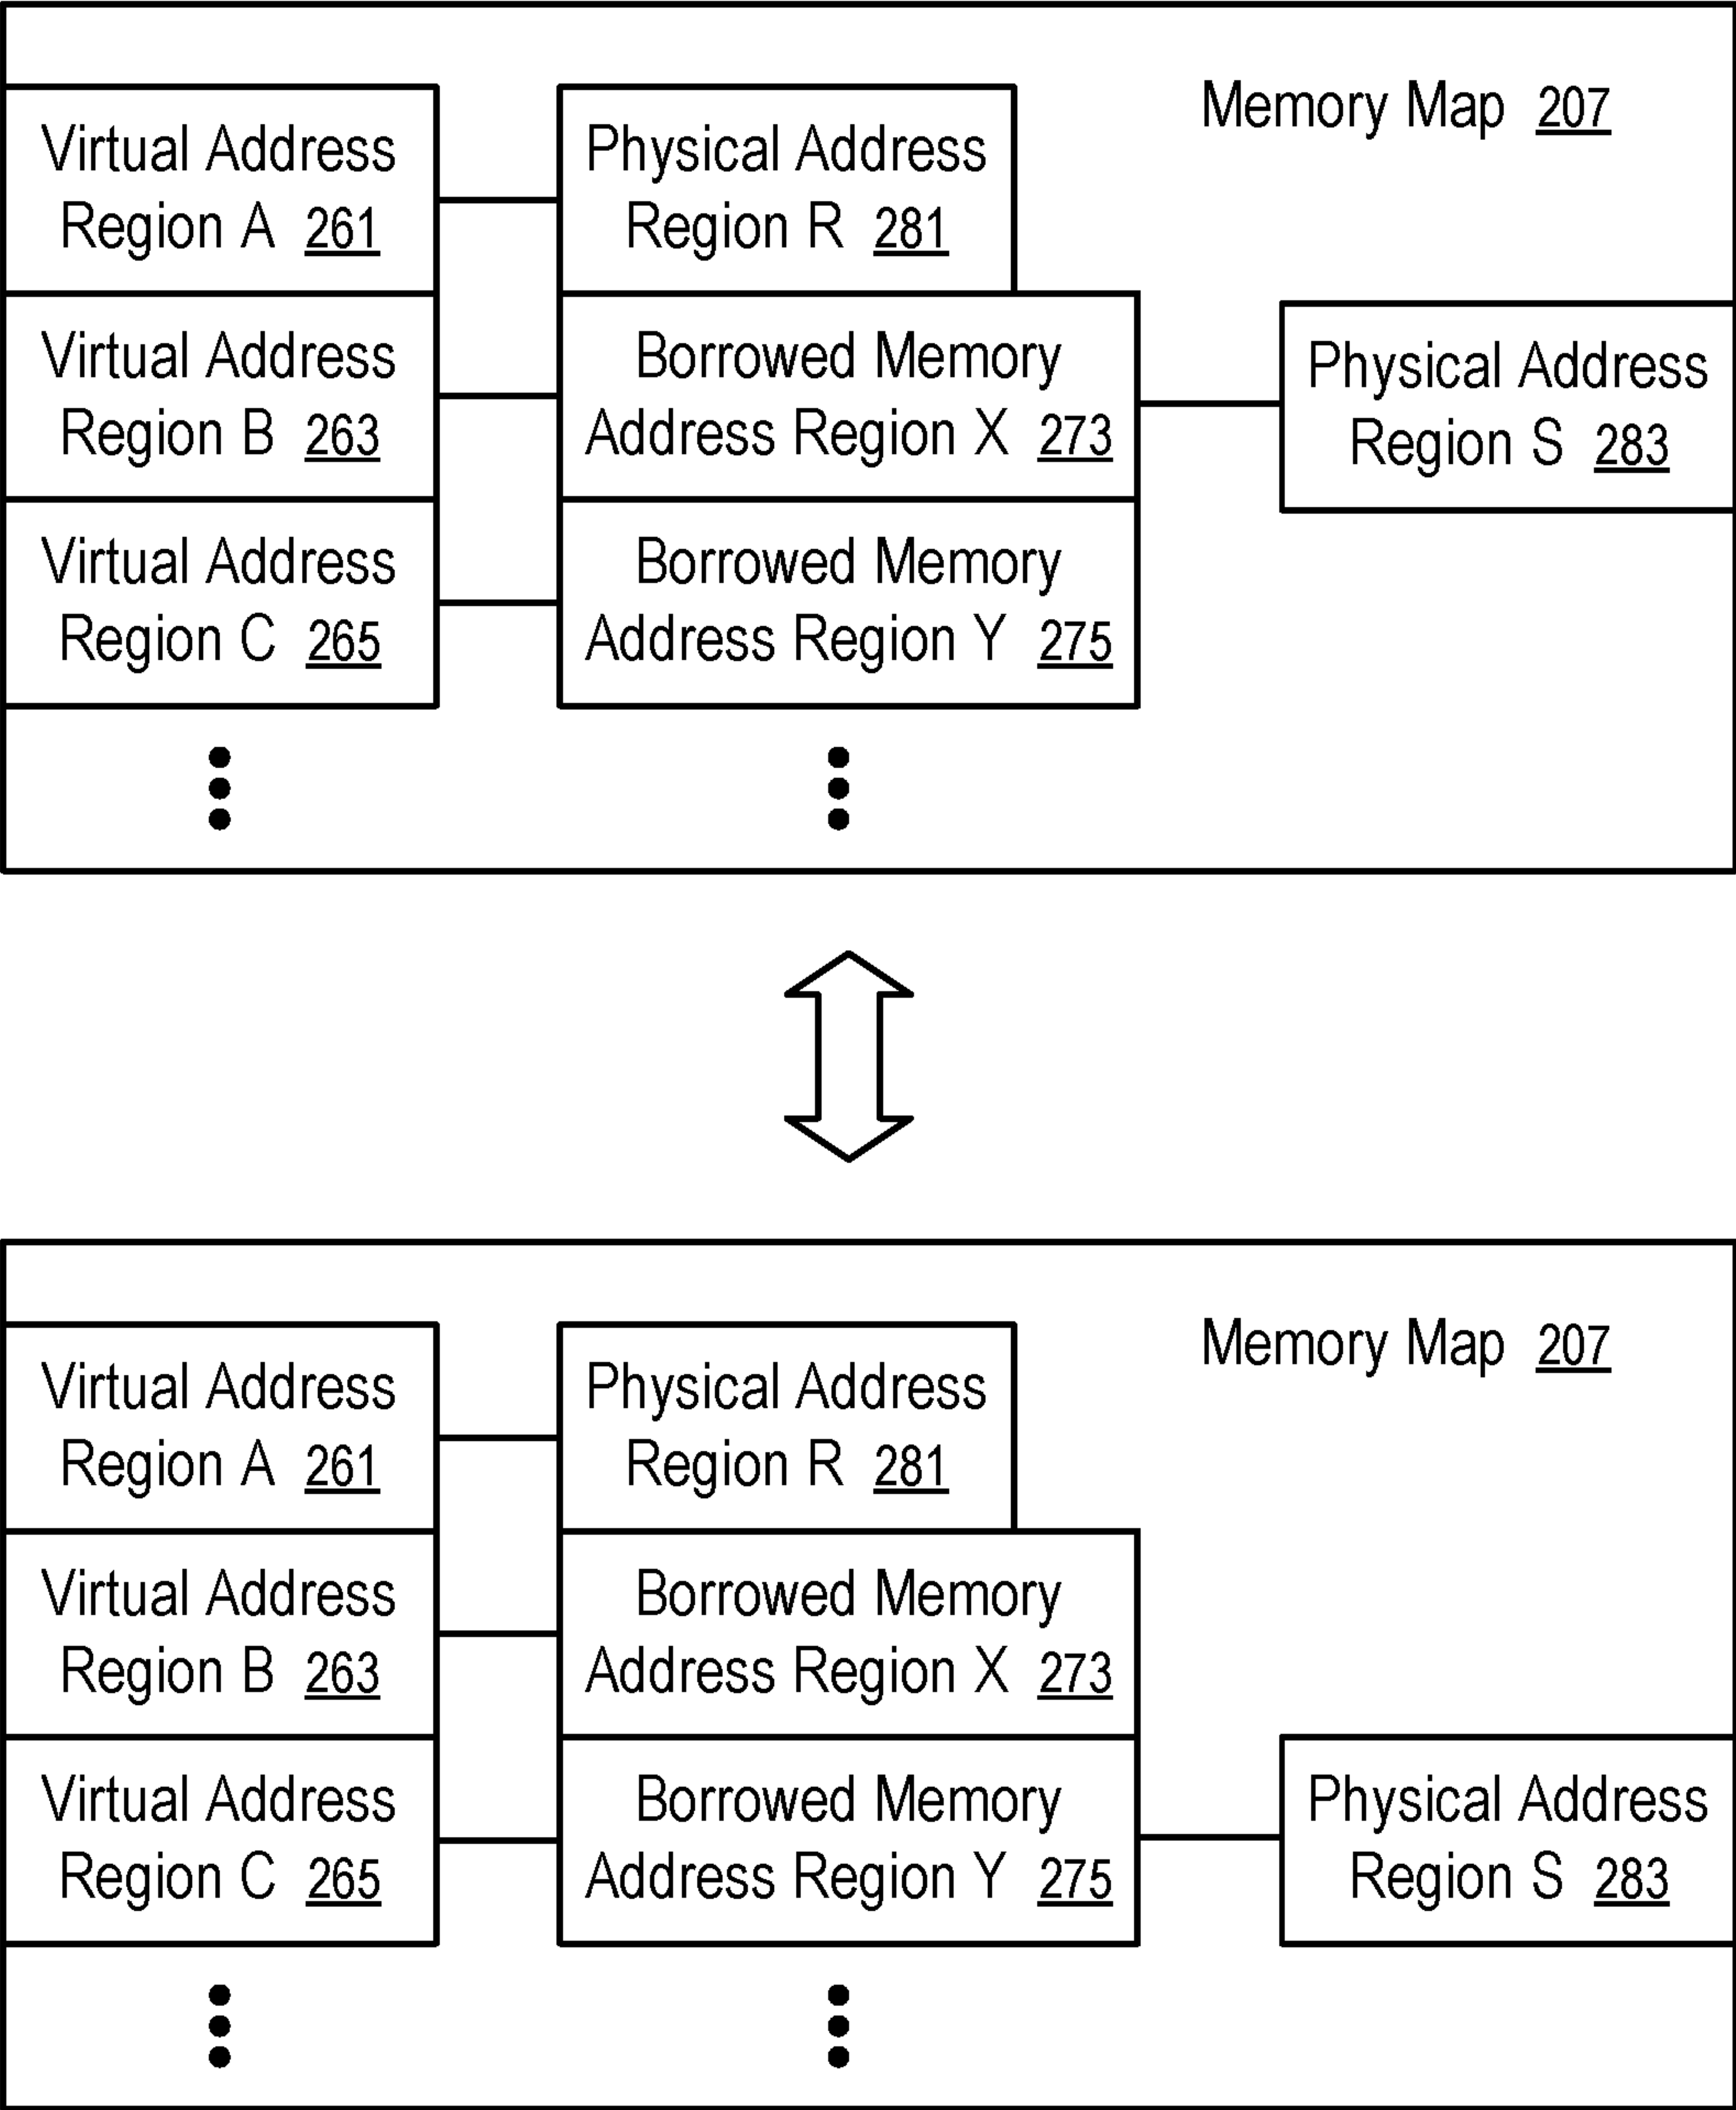 Memory Map 207
Virtual Address
Region A 261
Physical Address
Region R 281
Virtual Address
Region B 263
Borrowed Memory
Address Region X 273
Physical Address
Region S 283
Virtual Address
Region C 265
Borrowed Memory
Address Region Y 275
Memory Map 207
Virtual Address
Region A 261
Physical Address
Region R 281
Virtual Address
Region B 263
Borrowed Memory
Address Region X 273
Virtual Address
Region C 265
Borrowed Memory
Address Region Y 275
Physical Address
Region S 283